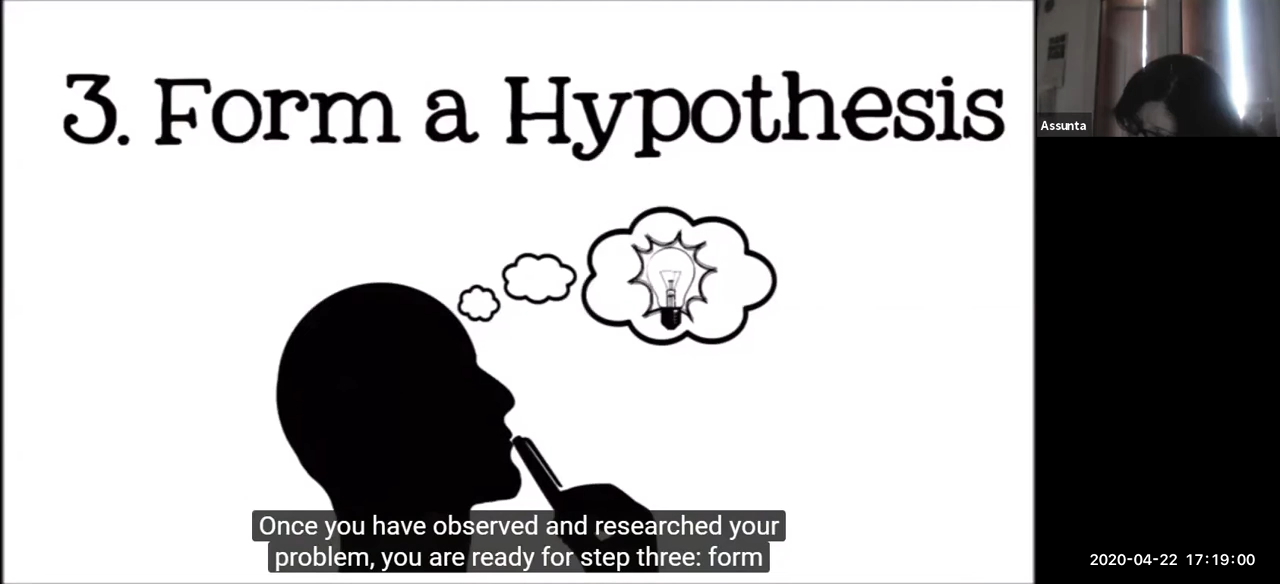 3. Form a Hypothesis
Assunta
Once you have observed and researched your
problem, you are ready for step three: form
2020-04-22 17:19:00